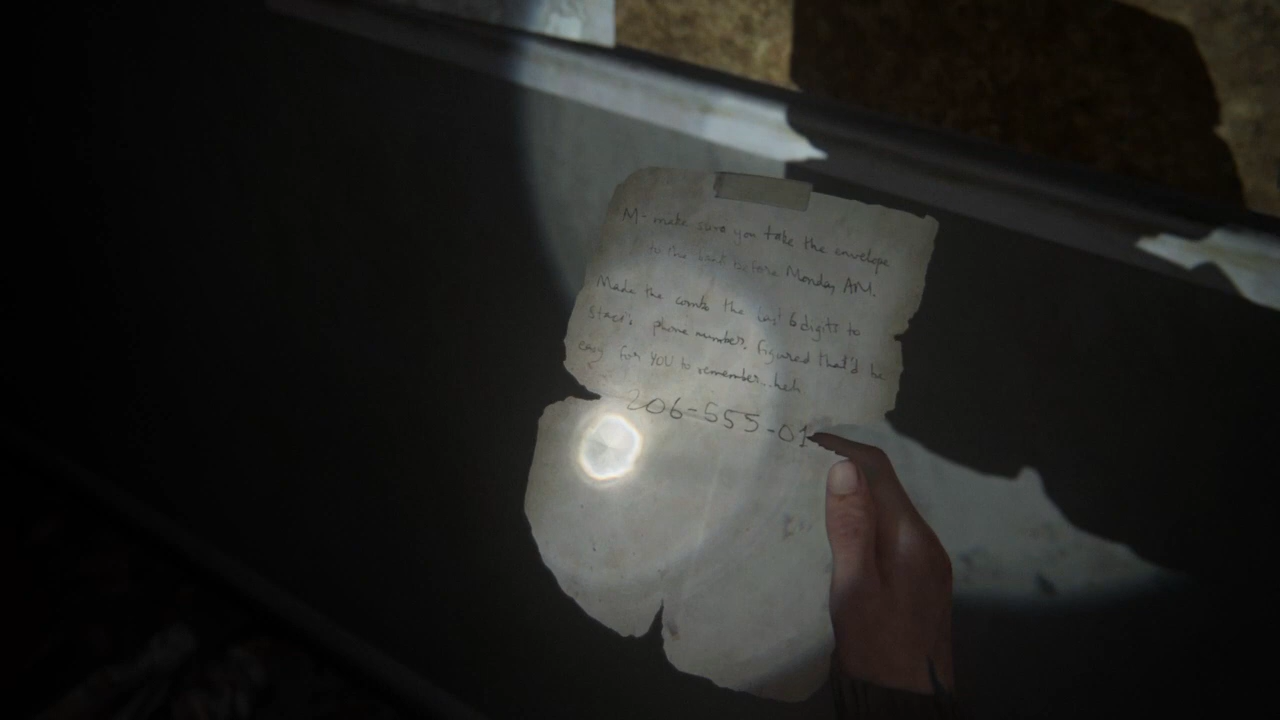 M- make sure you take the envelope
to the bank before Monday AM.
Made the combo the last 6 digits to
Staci's phone number. Figured that'd be
easy for YOU to remember...heh
206-555-01